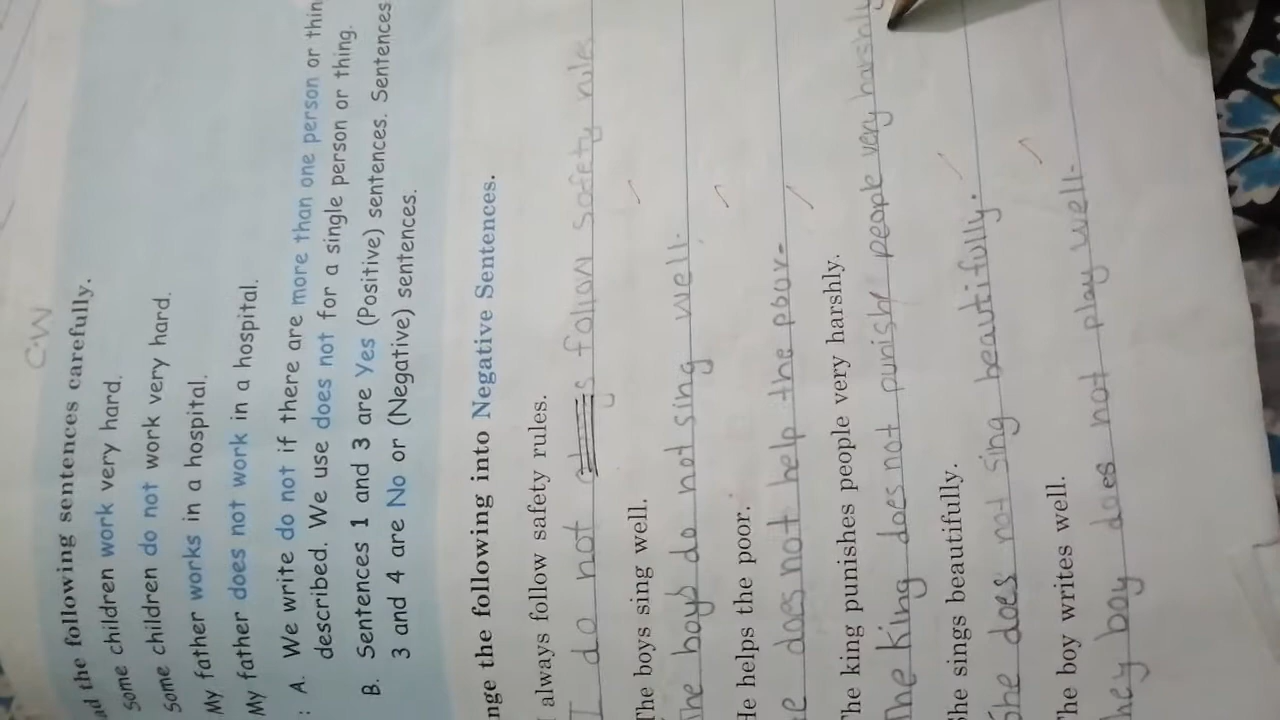 CW
ad the following sentences carefully.
Some children work very hard.
Some children do not work very hard.
My father works in a hospital.
My father does not work in a hospital.
: A. We write do not if there are more than one person or thin
described. We use does not for a single person or thing.
B. Sentences 1 and 3 are Yes (Positive) sentences. Sentences
3 and 4 are No or (Negative) sentences.
nge the following into Negative Sentences.
I always follow safety rules.
I do not follow safety rules
The boys sing well.
The boys do not sing well.
He helps the poor.
e does not help the poor.
The king punishes people very harshly.
The king does not punish people very harshly
She sings beautifully.
She does not sing beautifully.
The boy writes well.
They boy does not play well.